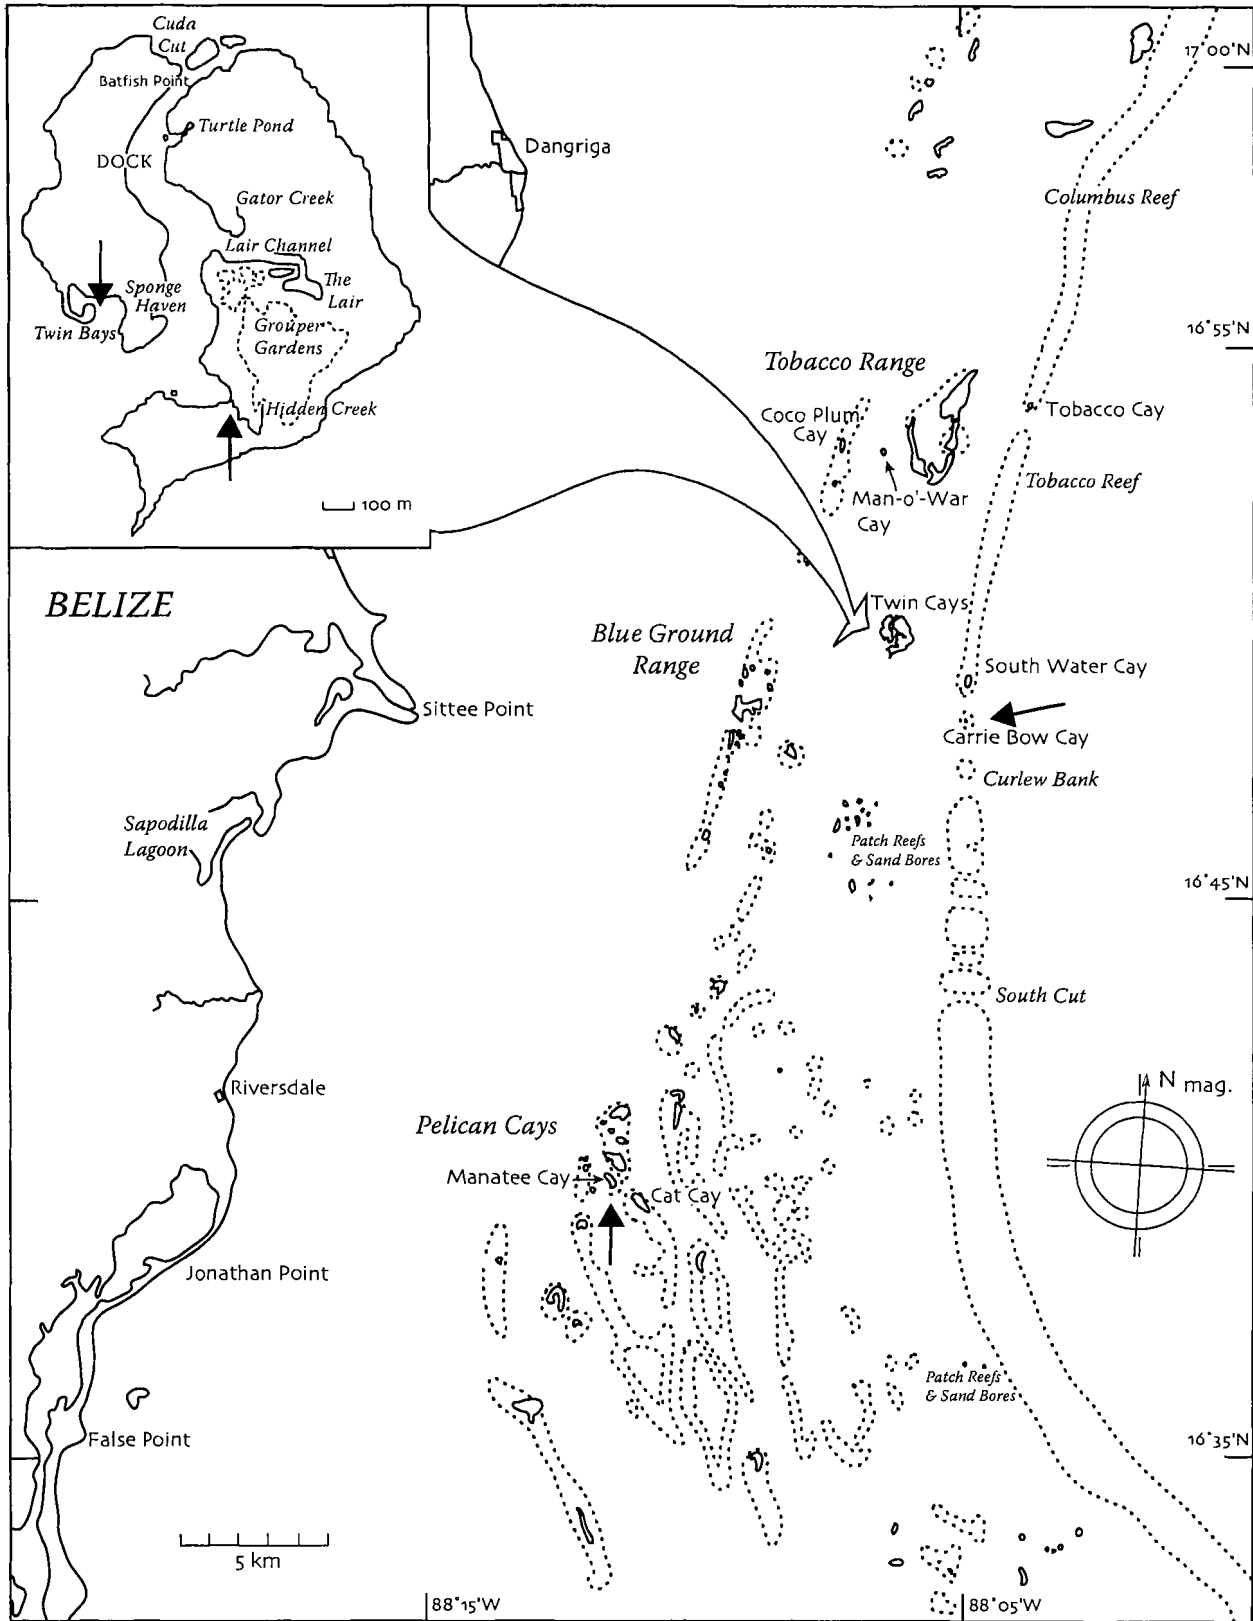 Cuda
Cut
Batfish Point
Turtle Pond
DOCK
Gator Creek
Lair Channel
The
Lair
Sponge
Haven
Twin Bays
Grouper
Gardens
Hidden Creek
100 m
Dangriga
17°00'N
Columbus Reef
16°55'N
Tobacco Range
Coco Plum
Cay
Tobacco Cay
Man-o'-War
Cay
Tobacco Reef
BELIZE
Twin Cays
Blue Ground
Range
South Water Cay
Sittee Point
Carrie Bow Cay
Curlew Bank
Sapodilla
Lagoon
Patch Reefs
& Sand Bores
16°45'N
South Cut
Riversdale
N mag.
Pelican Cays
Manatee Cay
Cat Cay
Jonathan Point
Patch Reefs
& Sand Bores
False Point
16°35'N
5 km
88°15'W
88°05'W